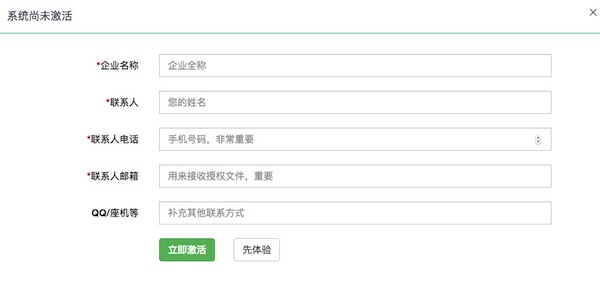 系统尚未激活
×
*企业名称 企业全称
*联系人 您的姓名
*联系人电话 手机号码，非常重要
*联系人邮箱 用来接收授权文件，重要
QQ/座机等 补充其他联系方式
立即激活 先体验